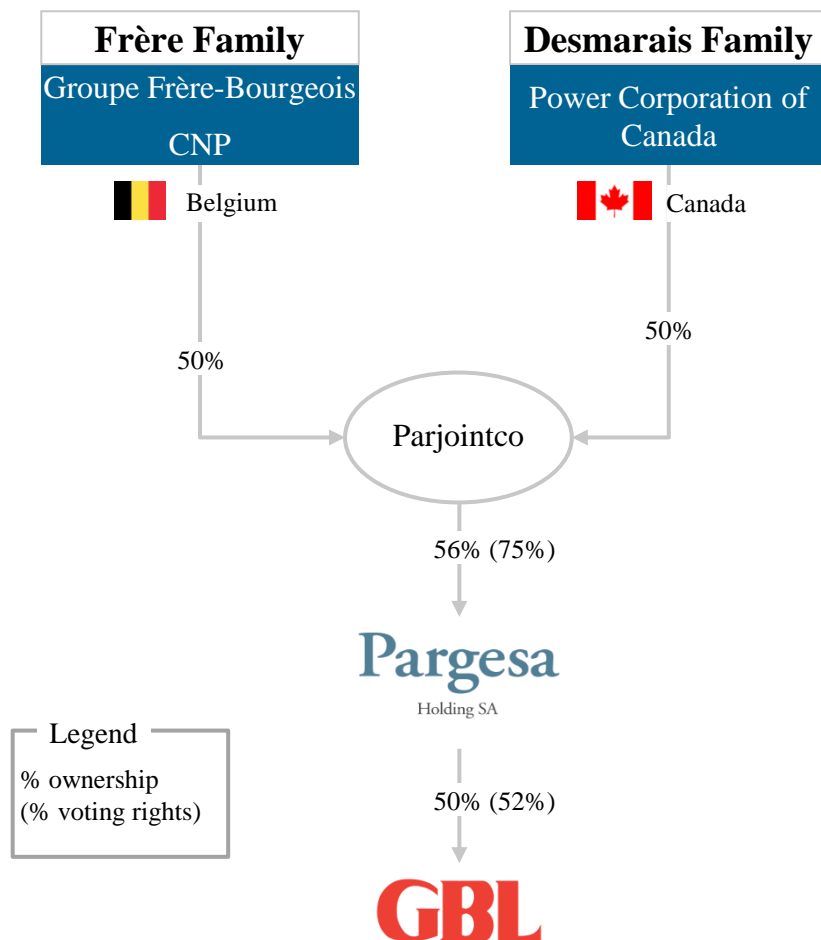 Frère Family
Groupe Frère-Bourgeois
CNP
Belgium
Desmarais Family
Power Corporation of
Canada
Canada
50%
50%
Parjointco
56% (75%)
Pargesa
Holding SA
Legend
% ownership
(% voting rights)
50% (52%)
GBL